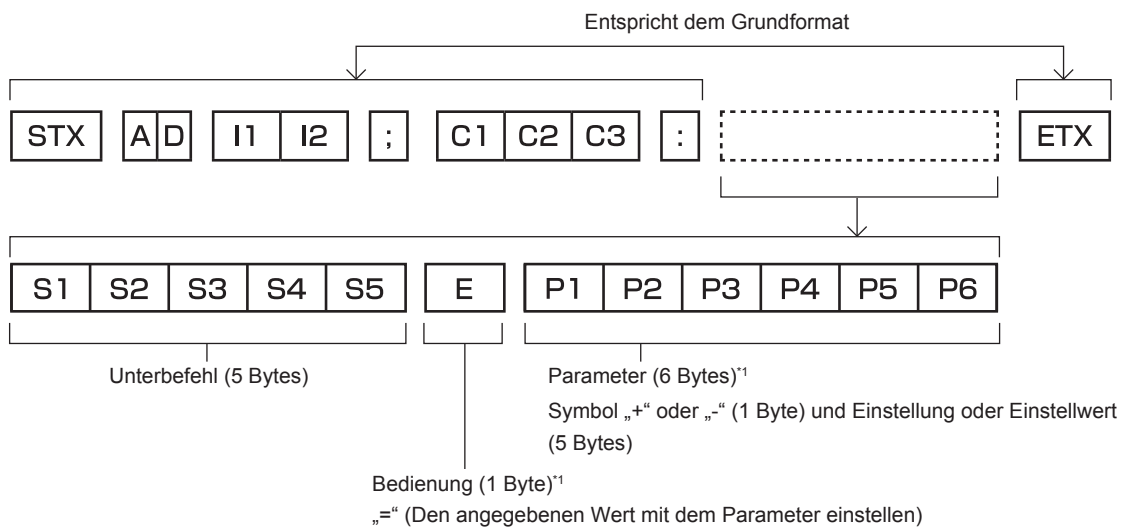 Entspricht dem Grundformat
STX A D I1 I2 ; C1 C2 C3 : ETX
S1 S2 S3 S4 S5 E P1 P2 P3 P4 P5 P6
Unterbefehl (5 Bytes)
Parameter (6 Bytes)*1
Symbol „+“ oder „-“ (1 Byte) und Einstellung oder Einstellwert
(5 Bytes)
Bedienung (1 Byte)*1
„=“ (Den angegebenen Wert mit dem Parameter einstellen)